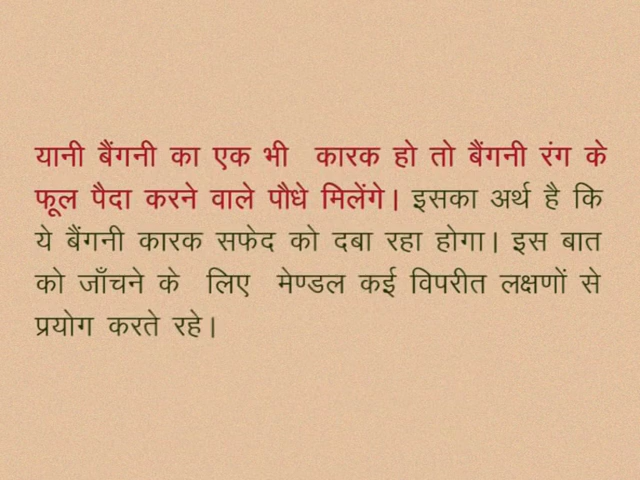 यानी बैंगनी का एक भी कारक हो तो बैंगनी रंग के
फूल पैदा करने वाले पौधे मिलेंगे। इसका अर्थ है कि
ये बैंगनी कारक सफेद को दबा रहा होगा। इस बात
को जाँचने के लिए मेण्डल कई विपरीत लक्षणों से
प्रयोग करते रहे।